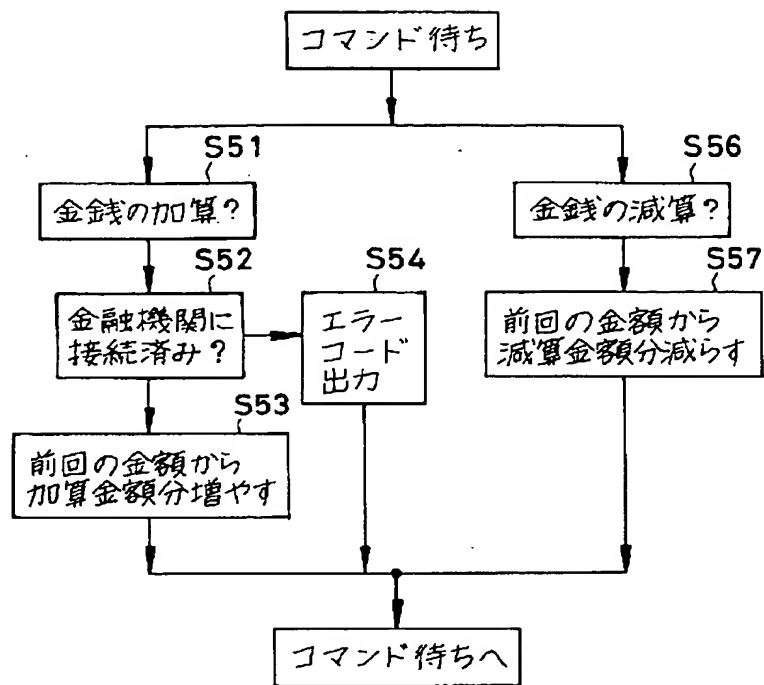 コマンド待ち
S51
金銭の加算？
S56
金銭の減算？
S52
金融機関に
接続済み？
S54
エラー
コード
出力
S57
前回の金額から
減算金額分減らす
S53
前回の金額から
加算金額分増やす
コマンド待ちへ